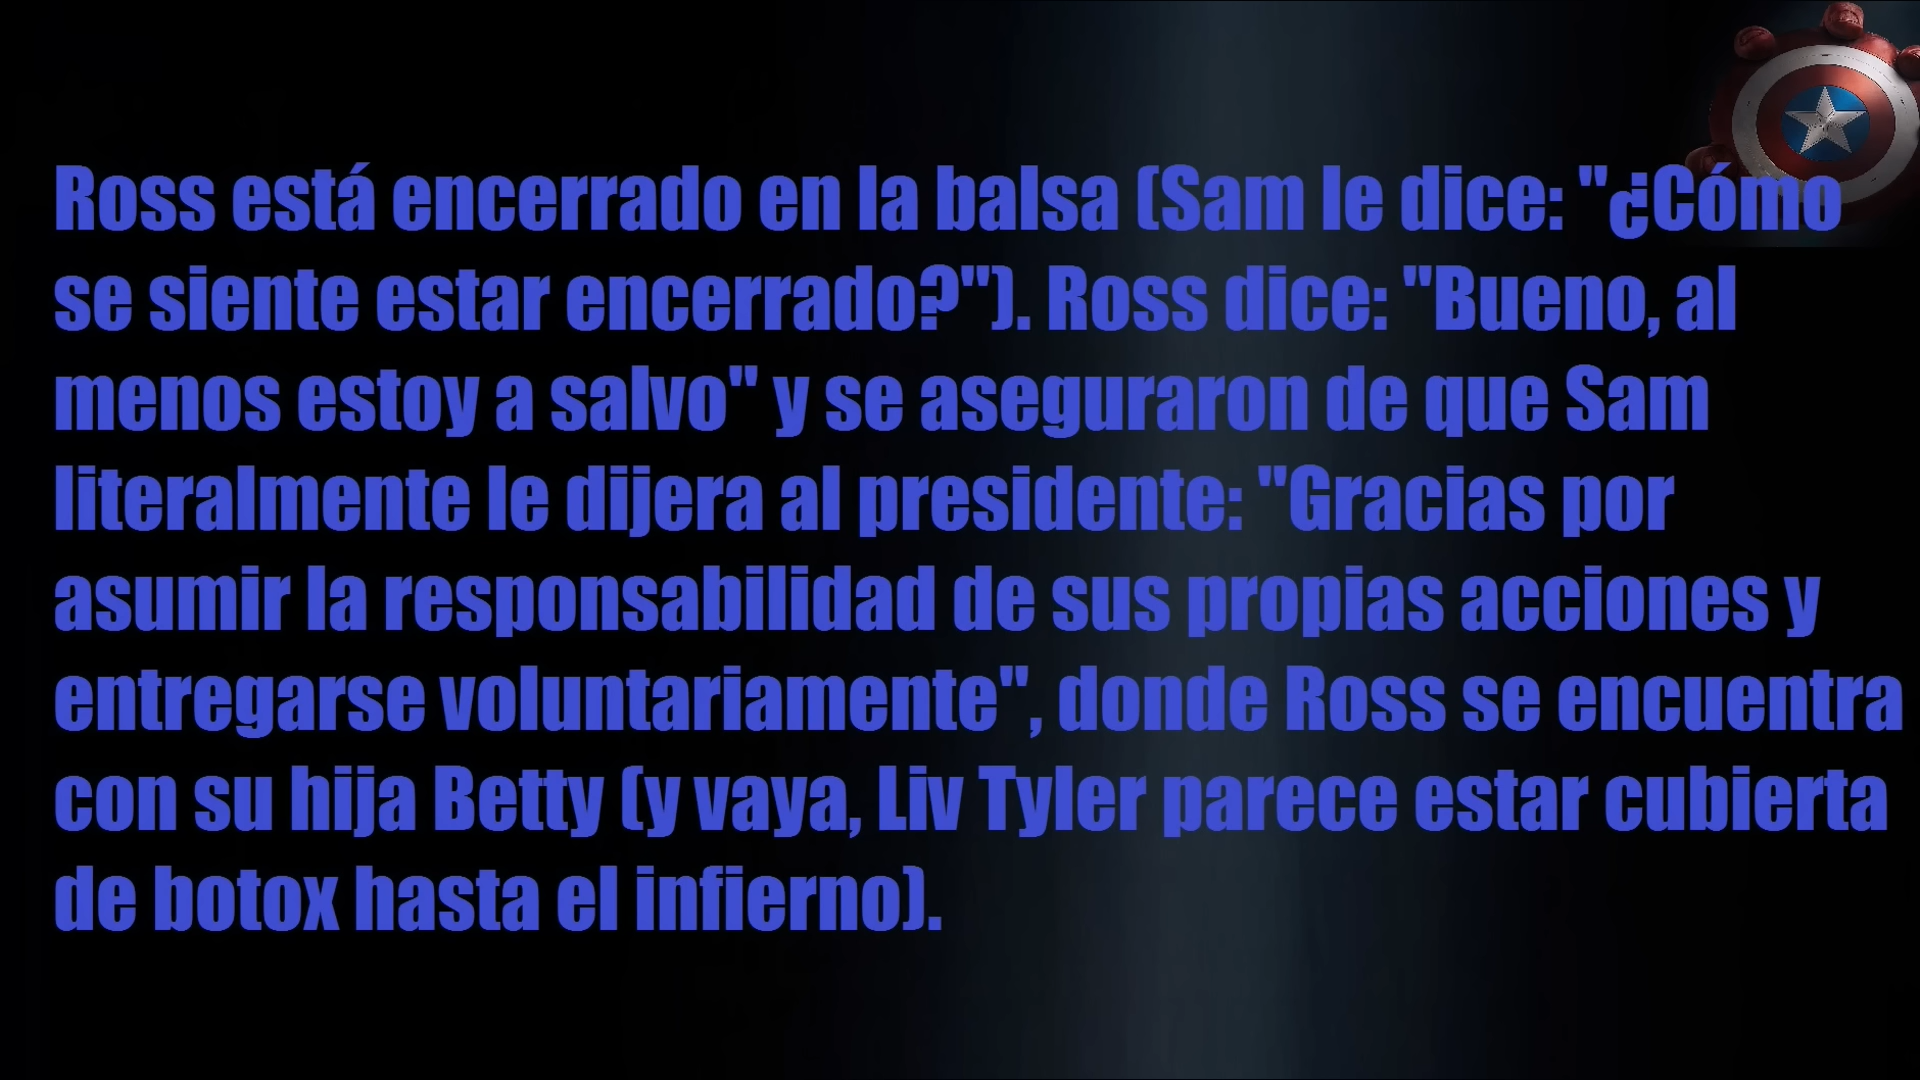 Ross está encerrado en la balsa (Sam le dice: "¿Cómo
se siente estar encerrado?"). Ross dice: "Bueno, al
menos estoy a salvo" y se aseguraron de que Sam
literalmente le dijera al presidente: "Gracias por
asumir la responsabilidad de sus propias acciones y
entregarse voluntariamente", donde Ross se encuentra
con su hija Betty (y vaya, Liv Tyler parece estar cubierta
de botox hasta el infierno).